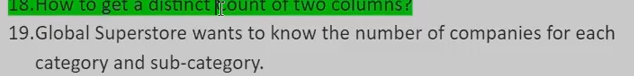 18.How to get a distinct count of two columns?
19.Global Superstore wants to know the number of companies for each
category and sub-category.